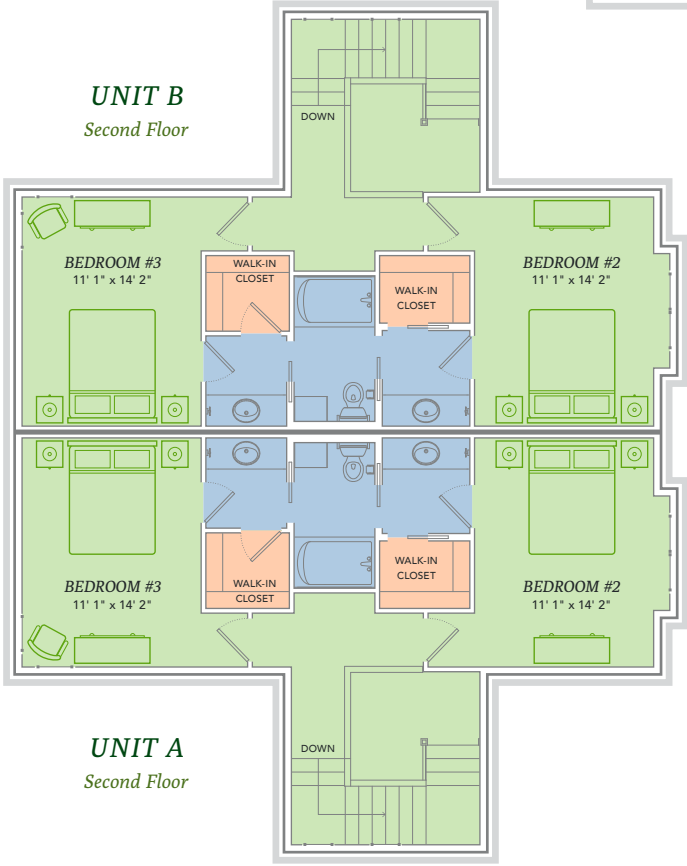 UNIT B
Second Floor
DOWN
BEDROOM #3
11' 1" x 14' 2"
WALK-IN
CLOSET
WALK-IN
CLOSET
BEDROOM #2
11' 1" x 14' 2"
BEDROOM #3
11' 1" x 14' 2"
WALK-IN
CLOSET
WALK-IN
CLOSET
BEDROOM #2
11' 1" x 14' 2"
UNIT A
Second Floor
DOWN